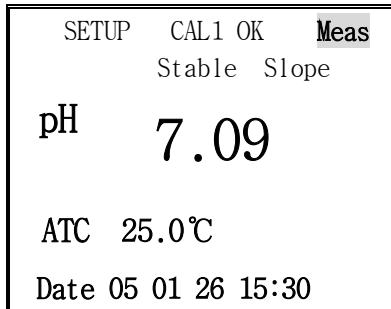 SETUP CAL1 OK Meas
Stable Slope
pH 7.09
ATC 25.0℃
Date 05 01 26 15:30